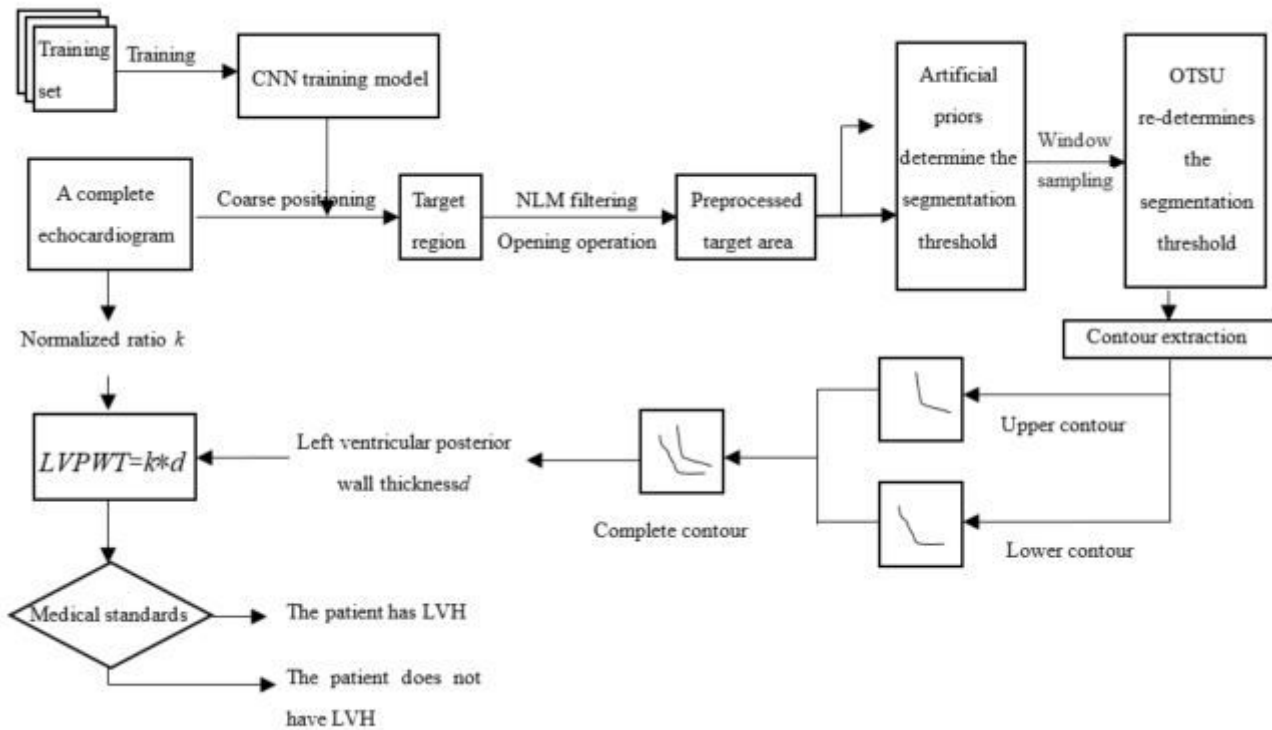 Training
set
Training
CNN training model
Artificial
priors
determine the
segmentation
threshold
Window
sampling
OTSU
re-determines
the
segmentation
threshold
A complete
echocardiogram
Coarse positioning
Target
region
NLM filtering
Opening operation
Preprocessed
target area
Normalized ratio k
Contour extraction
Upper contour
Lower contour
Complete contour
Left ventricular posterior
wall thicknessd
LVPWT=k*d
Medical standards
The patient has LVH
The patient does not
have LVH